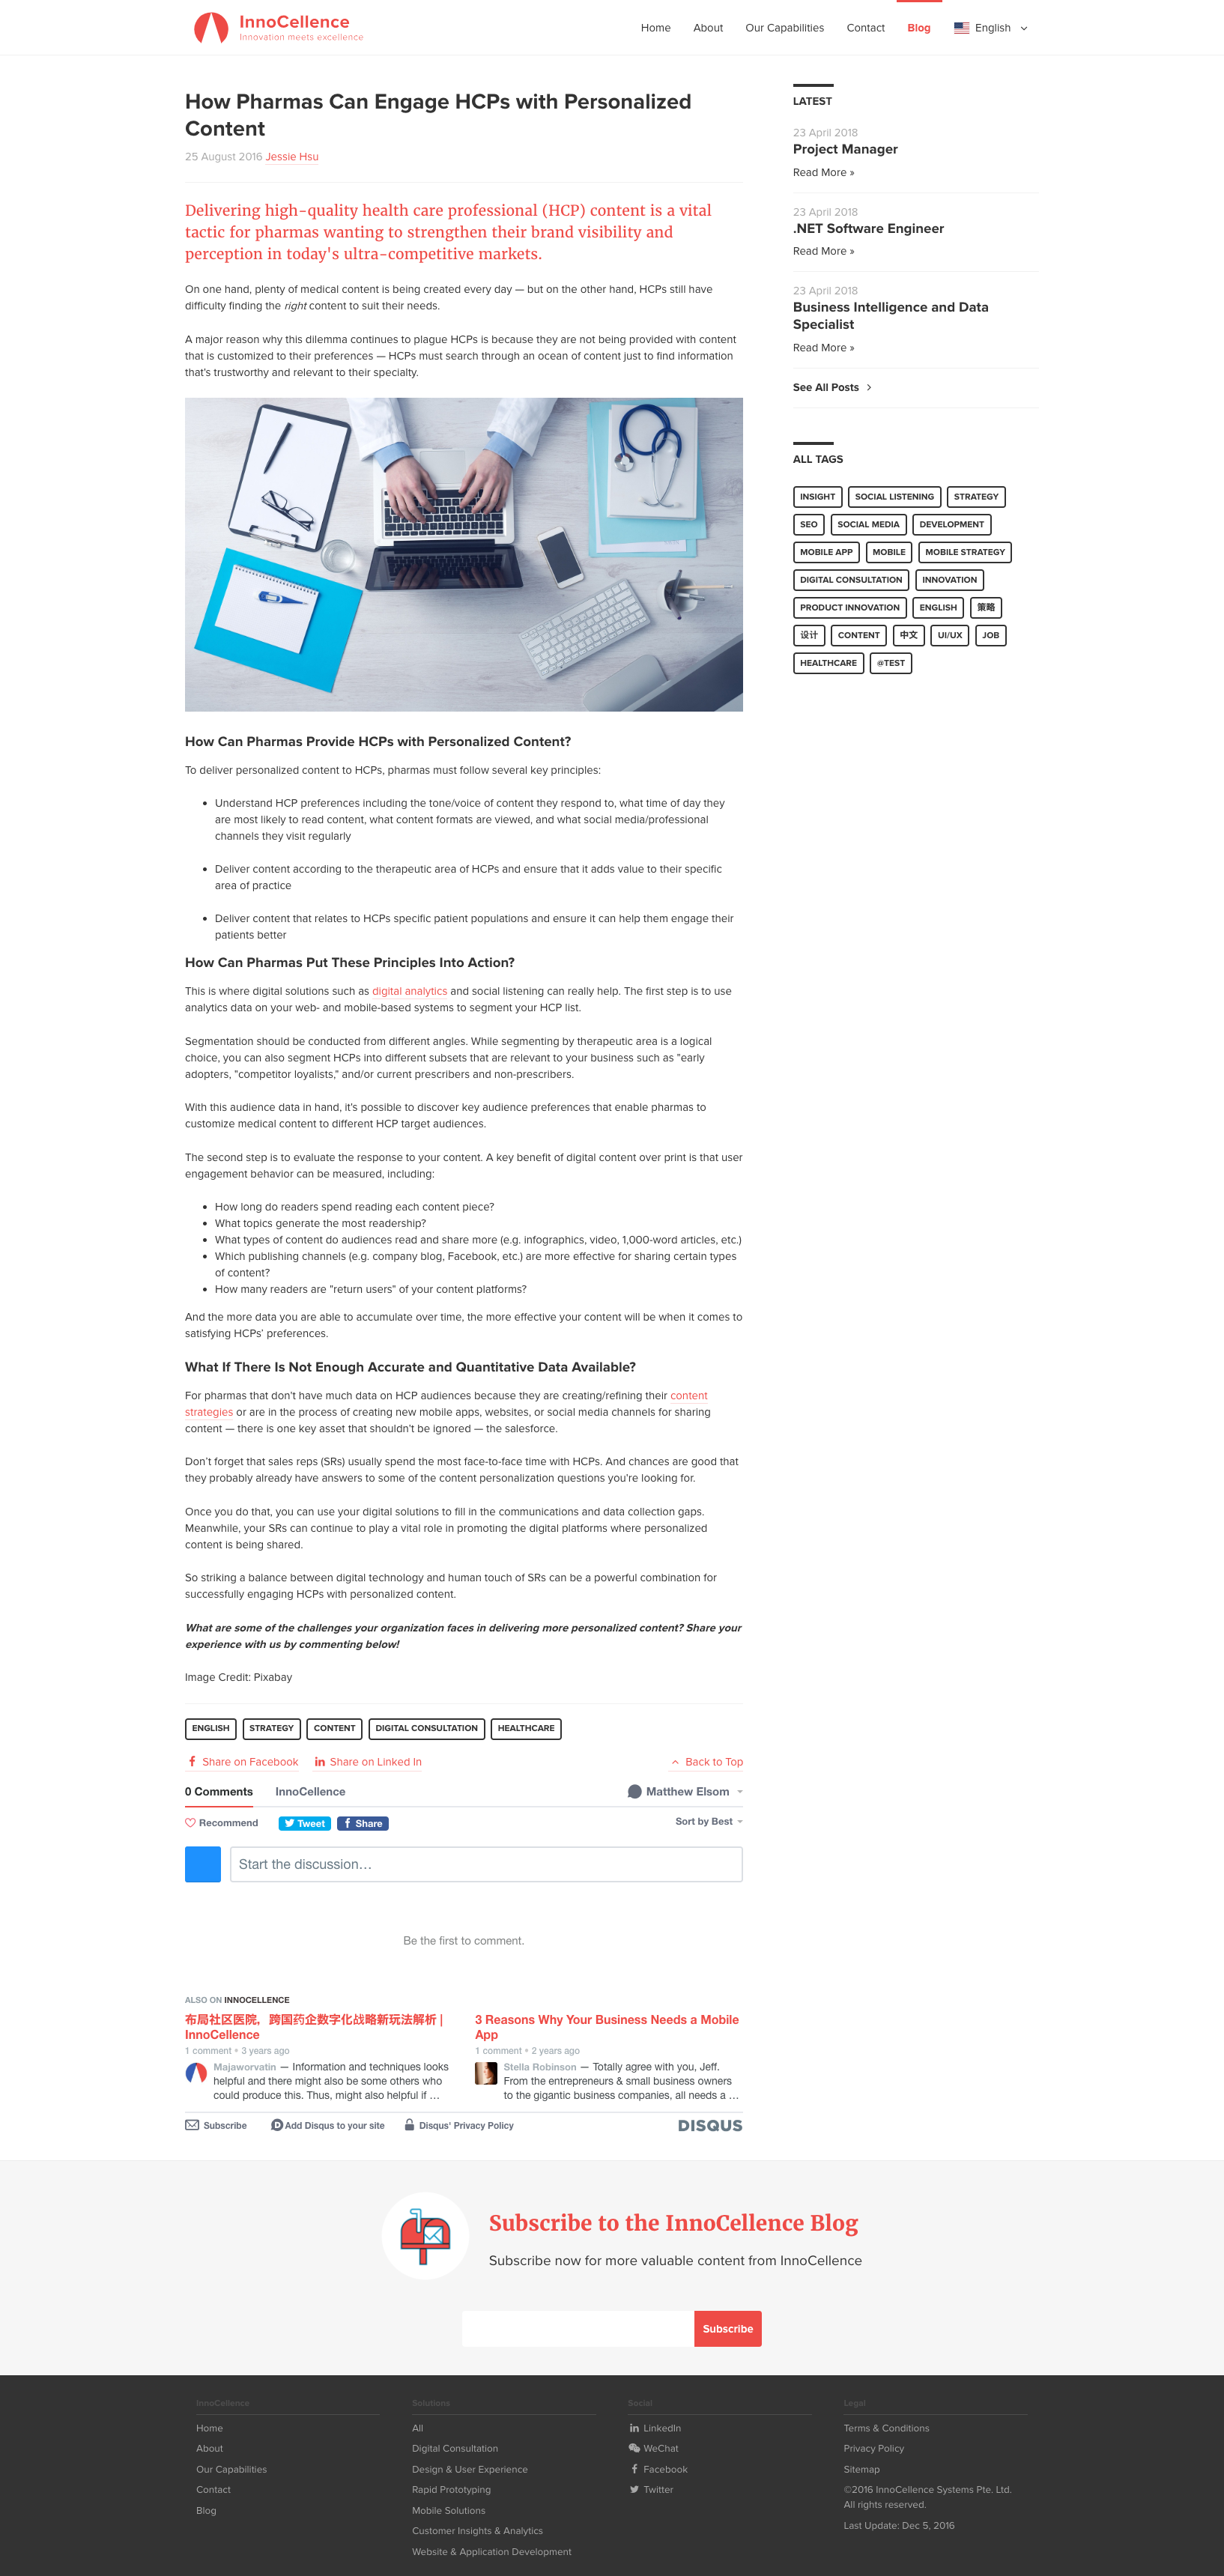 InnoCellence
Innovation meets excellence
Home
About
Our Capabilities
Contact
Blog
English
How Pharmas Can Engage HCPs with Personalized
Content
25 August 2016 Jessie Hsu
Delivering high-quality health care professional (HCP) content is a vital
tactic for pharmas wanting to strengthen their brand visibility and
perception in today's ultra-competitive markets.
On one hand, plenty of medical content is being created every day — but on the other hand, HCPs still have
difficulty finding the right content to suit their needs.
A major reason why this dilemma continues to plague HCPs is because they are not being provided with content
that is customized to their preferences — HCPs must search through an ocean of content just to find information
that's trustworthy and relevant to their specialty.
How Can Pharmas Provide HCPs with Personalized Content?
To deliver personalized content to HCPs, pharmas must follow several key principles:
• Understand HCP preferences including the tone/voice of content they respond to, what time of day they
are most likely to read content, what content formats are viewed, and what social media/professional
channels they visit regularly
• Deliver content according to the therapeutic area of HCPs and ensure that it adds value to their specific
area of practice
• Deliver content that relates to HCPs specific patient populations and ensure it can help them engage their
patients better
How Can Pharmas Put These Principles Into Action?
This is where digital solutions such as digital analytics and social listening can really help. The first step is to use
analytics data on your web- and mobile-based systems to segment your HCP list.
Segmentation should be conducted from different angles. While segmenting by therapeutic area is a logical
choice, you can also segment HCPs into different subsets that are relevant to your business such as "early
adopters, "competitor loyalists," and/or current prescribers and non-prescribers.
With this audience data in hand, it's possible to discover key audience preferences that enable pharmas to
customize medical content to different HCP target audiences.
The second step is to evaluate the response to your content. A key benefit of digital content over print is that user
engagement behavior can be measured, including:
• How long do readers spend reading each content piece?
• What topics generate the most readership?
• What types of content do audiences read and share more (e.g. infographics, video, 1,000-word articles, etc.)
• Which publishing channels (e.g. company blog, Facebook, etc.) are more effective for sharing certain types
of content?
• How many readers are "return users" of your content platforms?
And the more data you are able to accumulate over time, the more effective your content will be when it comes to
satisfying HCPs' preferences.
What If There Is Not Enough Accurate and Quantitative Data Available?
For pharmas that don't have much data on HCP audiences because they are creating/refining their content
strategies or are in the process of creating new mobile apps, websites, or social media channels for sharing
content — there is one key asset that shouldn't be ignored — the salesforce.
Don't forget that sales reps (SRs) usually spend the most face-to-face time with HCPs. And chances are good that
they probably already have answers to some of the content personalization questions you're looking for.
Once you do that, you can use your digital solutions to fill in the communications and data collection gaps.
Meanwhile, your SRs can continue to play a vital role in promoting the digital platforms where personalized
content is being shared.
So striking a balance between digital technology and human touch of SRs can be a powerful combination for
successfully engaging HCPs with personalized content.
What are some of the challenges your organization faces in delivering more personalized content? Share your
experience with us by commenting below!
Image Credit: Pixabay
ENGLISH STRATEGY CONTENT DIGITAL CONSULTATION HEALTHCARE
Share on Facebook Share on Linked In Back to Top
0 Comments InnoCellence Matthew Elsom
Recommend Tweet Share Sort by Best
Start the discussion…
Be the first to comment.
ALSO ON INNOCELLENCE
布局社区医院，跨国药企数字化战略新玩法解析 |
InnoCellence
1 comment • 3 years ago
Majaworvatin — Information and techniques looks
helpful and there might also be some others who
could produce this. Thus, might also helpful if …
3 Reasons Why Your Business Needs a Mobile
App
1 comment • 2 years ago
Stella Robinson — Totally agree with you, Jeff.
From the entrepreneurs & small business owners
to the gigantic business companies, all needs a …
Subscribe Add Disqus to your site Disqus' Privacy Policy DISQUS
LATEST
23 April 2018
Project Manager
Read More »
23 April 2018
.NET Software Engineer
Read More »
23 April 2018
Business Intelligence and Data
Specialist
Read More »
See All Posts
ALL TAGS
INSIGHT SOCIAL LISTENING STRATEGY
SEO SOCIAL MEDIA DEVELOPMENT
MOBILE APP MOBILE MOBILE STRATEGY
DIGITAL CONSULTATION INNOVATION
PRODUCT INNOVATION ENGLISH 策略
设计 CONTENT 中文 UI/UX JOB
HEALTHCARE @TEST
Subscribe to the InnoCellence Blog
Subscribe now for more valuable content from InnoCellence
Subscribe
InnoCellence
Home
About
Our Capabilities
Contact
Blog
Solutions
All
Digital Consultation
Design & User Experience
Rapid Prototyping
Mobile Solutions
Customer Insights & Analytics
Website & Application Development
Social
LinkedIn
WeChat
Facebook
Twitter
Legal
Terms & Conditions
Privacy Policy
Sitemap
©2016 InnoCellence Systems Pte. Ltd.
All rights reserved.
Last Update: Dec 5, 2016